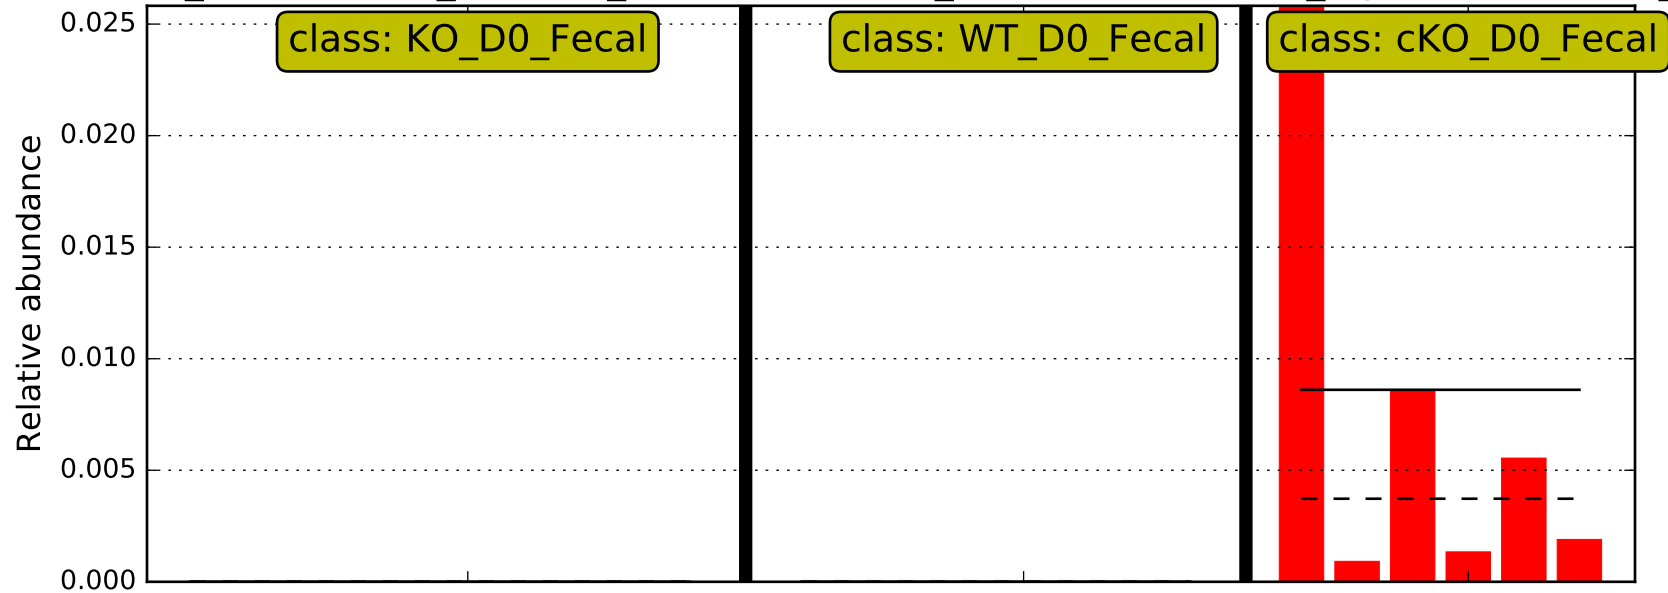 0.025
class: KO_D0_Fecal
class: WT_D0_Fecal
class: cKO_D0_Fecal
0.020
0.015
0.010
0.005
0.000
Relative abundance